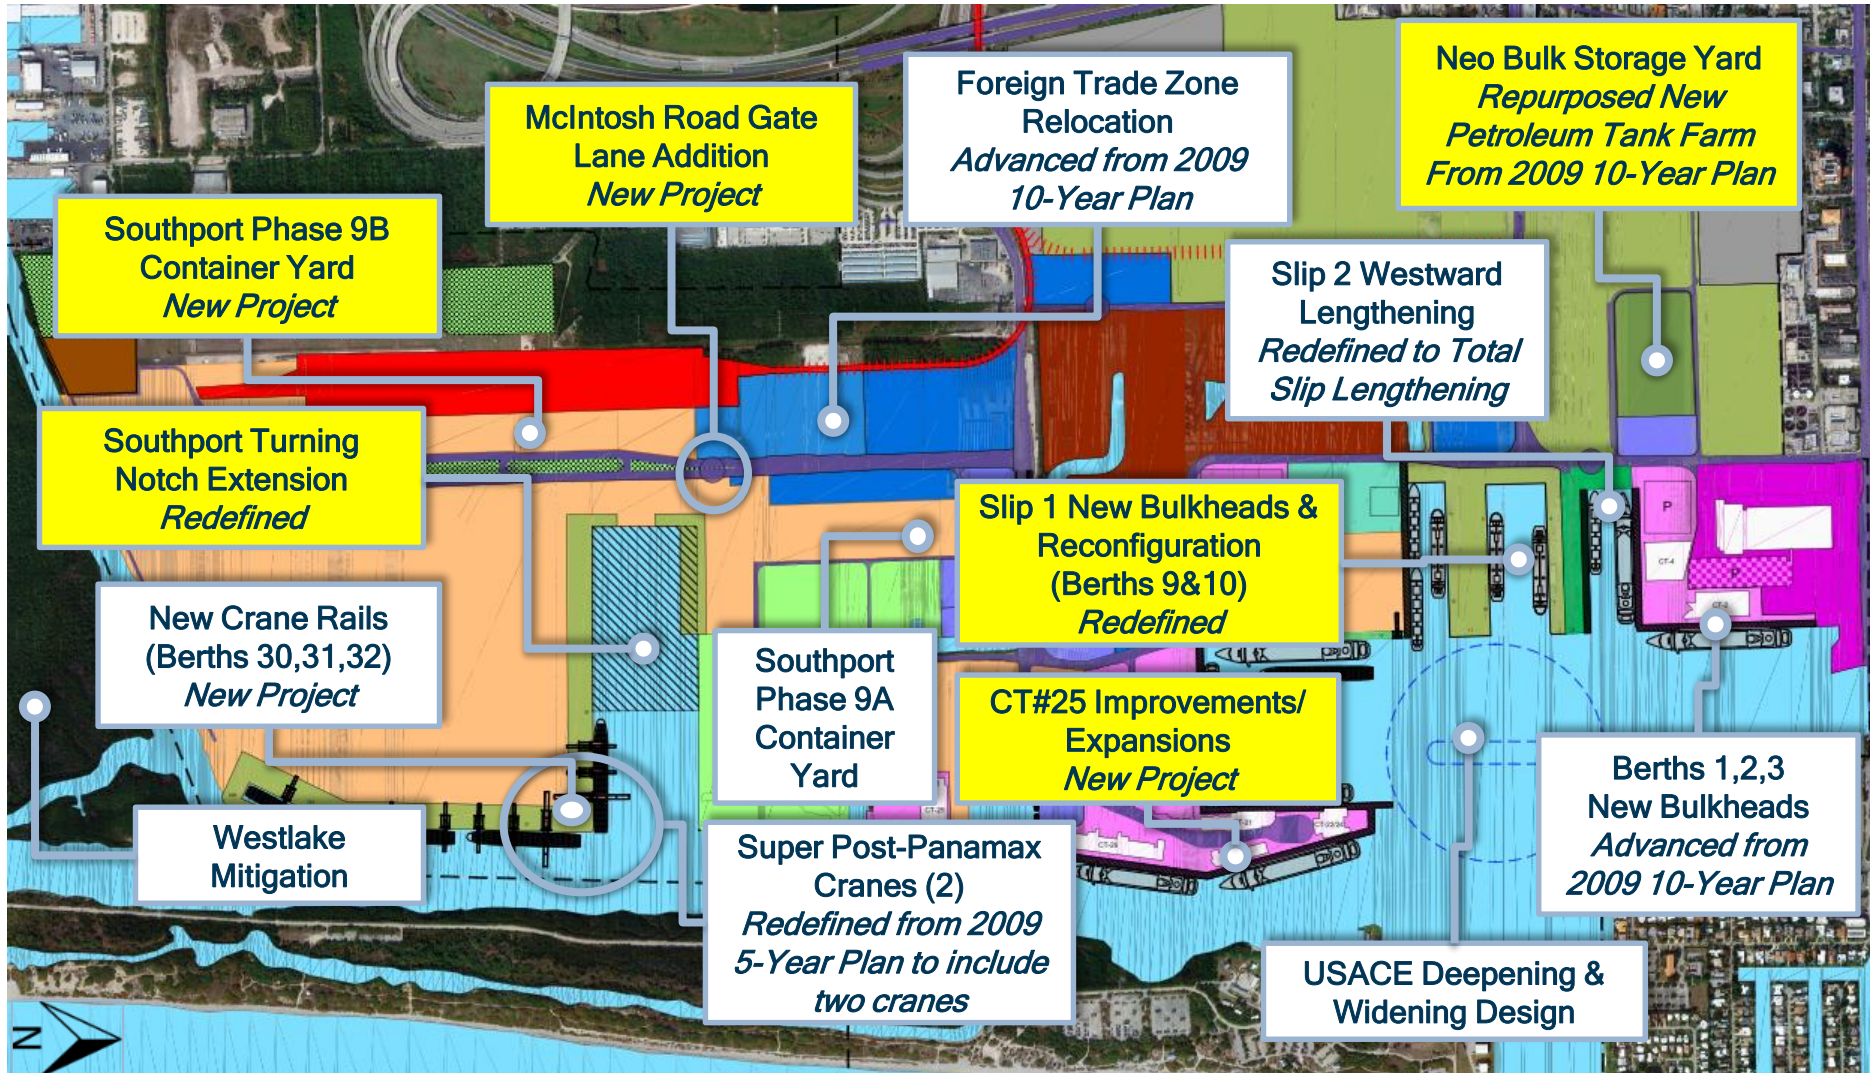 McIntosh Road Gate
Lane Addition
New Project
Foreign Trade Zone
Relocation
Advanced from 2009
10-Year Plan
Neo Bulk Storage Yard
Repurposed New
Petroleum Tank Farm
From 2009 10-Year Plan
Southport Phase 9B
Container Yard
New Project
Slip 2 Westward
Lengthening
Redefined to Total
Slip Lengthening
Southport Turning
Notch Extension
Redefined
Slip 1 New Bulkheads &
Reconfiguration
(Berths 9&10)
Redefined
P
CT-4
P
CT-2
New Crane Rails
(Berths 30,31,32)
New Project
Southport
Phase 9A
Container
Yard
CT#25 Improvements/
Expansions
New Project
Berths 1,2,3
New Bulkheads
Advanced from
2009 10-Year Plan
Westlake
Mitigation
Super Post-Panamax
Cranes (2)
Redefined from 2009
5-Year Plan to include
two cranes
CT-21
USACE Deepening &
Widening Design
N